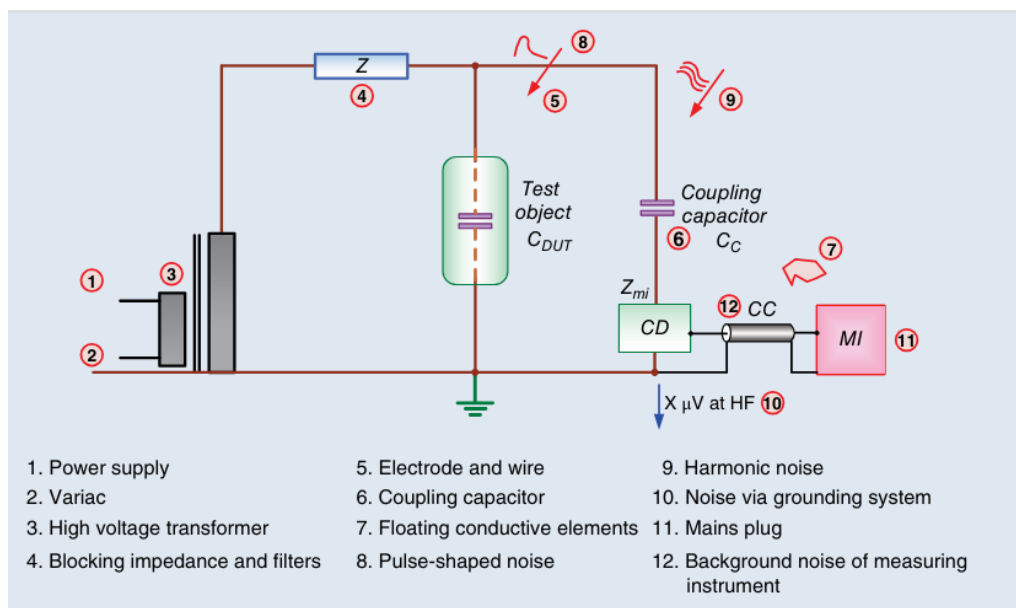 Z
8
4
5
9
Test
object
C_DUT
Coupling
capacitor
6
C_C
7
3
1
Z_mi
12
CC
CD
MI
11
2
X µV at HF
10
1. Power supply
2. Variac
3. High voltage transformer
4. Blocking impedance and filters
5. Electrode and wire
6. Coupling capacitor
7. Floating conductive elements
8. Pulse-shaped noise
9. Harmonic noise
10. Noise via grounding system
11. Mains plug
12. Background noise of measuring
instrument